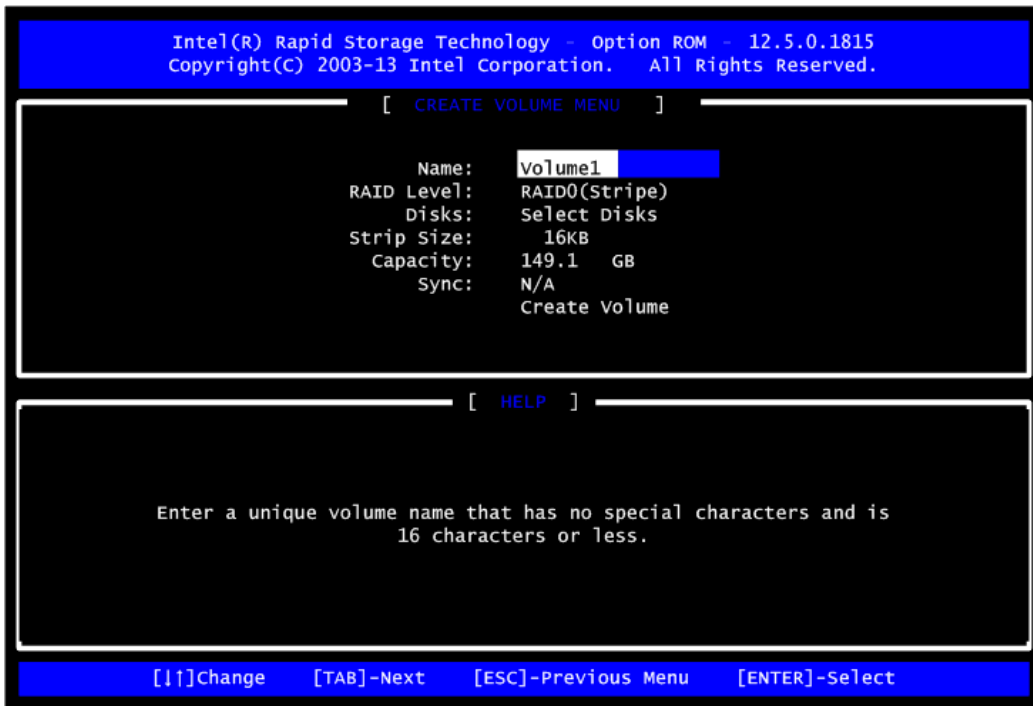 Intel(R) Rapid Storage Technology - Option ROM - 12.5.0.1815
Copyright(C) 2003-13 Intel Corporation. All Rights Reserved.
[ CREATE VOLUME MENU ]
Name: Volume1
RAID Level: RAID0(Stripe)
Disks: Select Disks
Strip Size: 16KB
Capacity: 149.1 GB
Sync: N/A
Create Volume
[ HELP ]
Enter a unique volume name that has no special characters and is
16 characters or less.
[↓↑]Change [TAB]-Next [ESC]-Previous Menu [ENTER]-Select